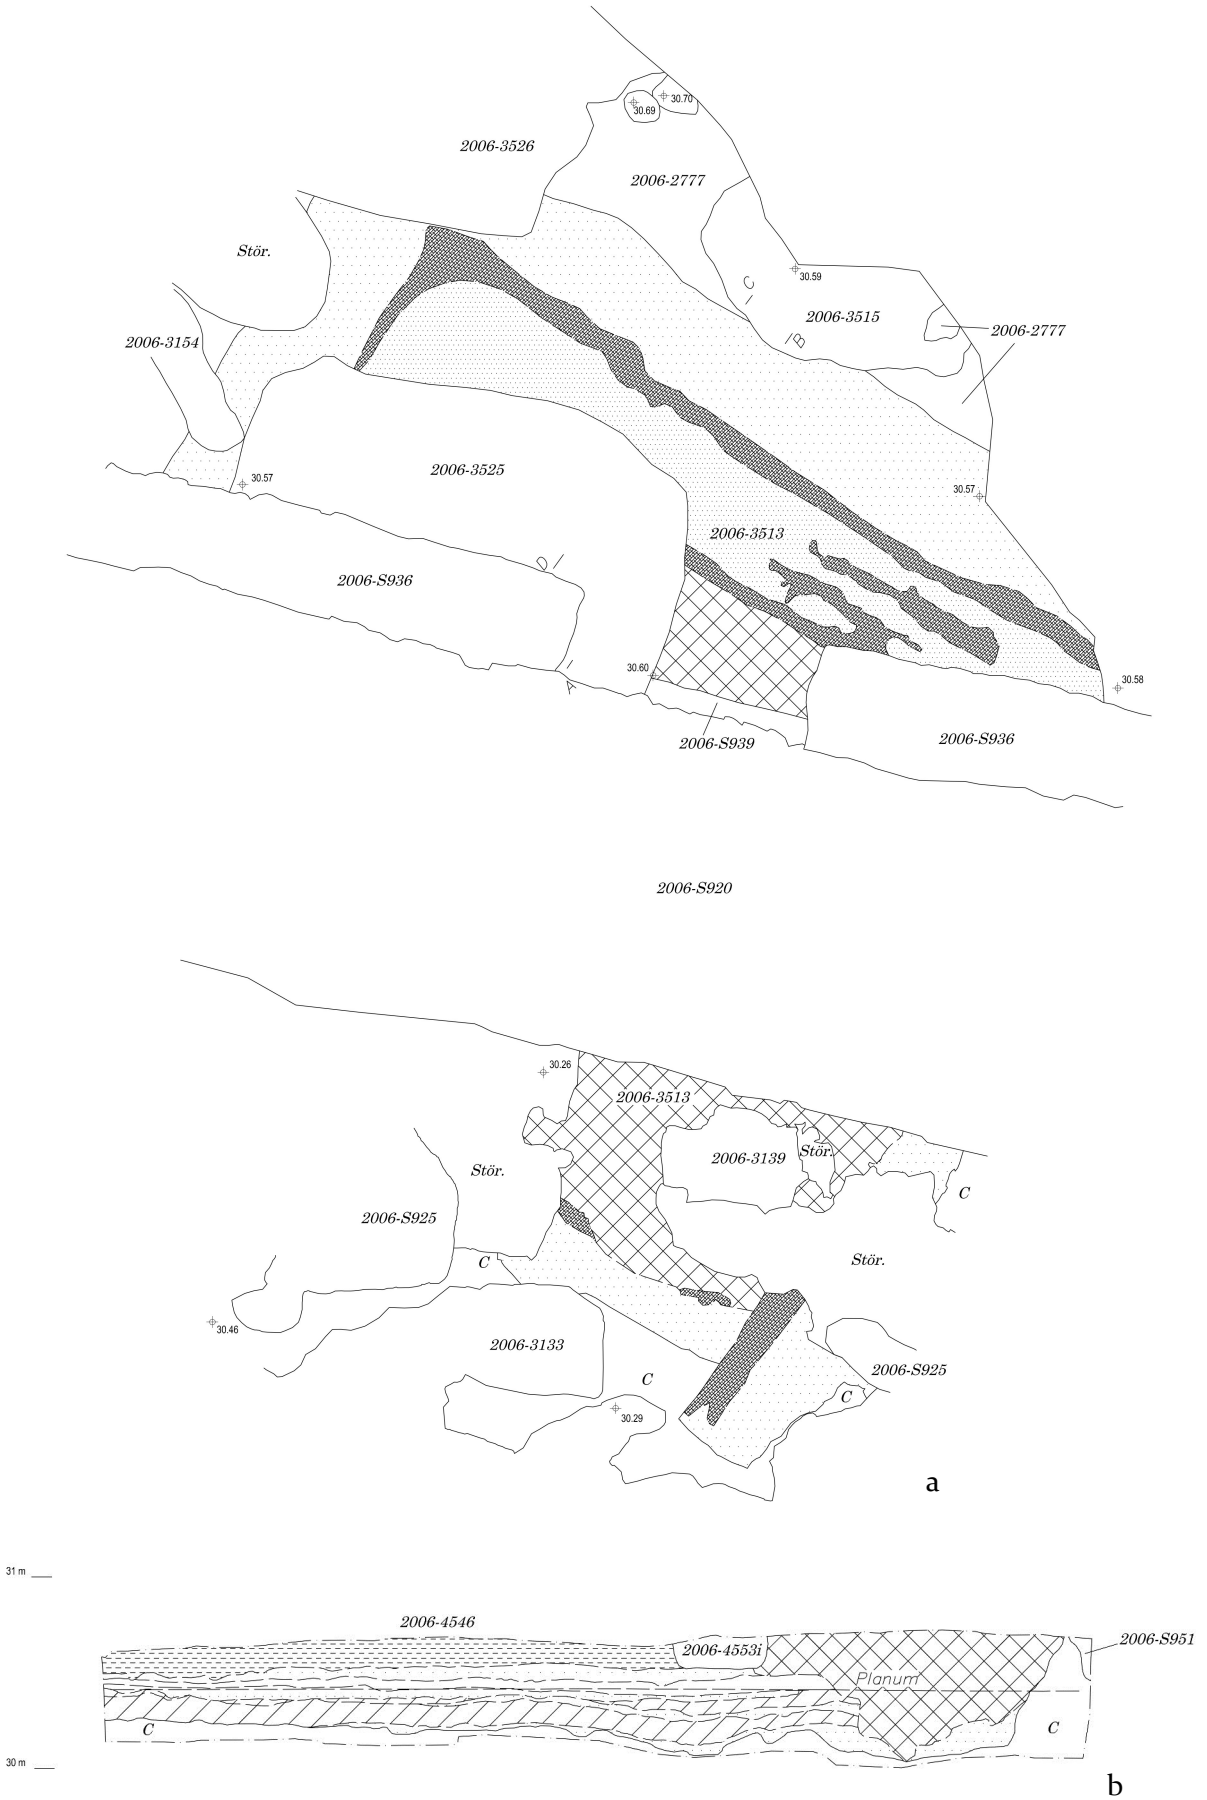 30.70
30.69
2006-3526
2006-2777
Stör.
C
30.59
2006-3515
B
2006-2777
2006-3154
2006-3525
30.57
30.57
2006-3513
D
2006-S936
30.60
A
30.58
2006-S939
2006-S936
2006-S920
30.26
2006-3513
2006-3139
Stör.
Stör.
C
2006-S925
C
Stör.
30.46
2006-3133
C
2006-S925
C
30.29
a
31 m
2006-4546
2006-4553i
2006-S951
Planum
C
C
30 m
b